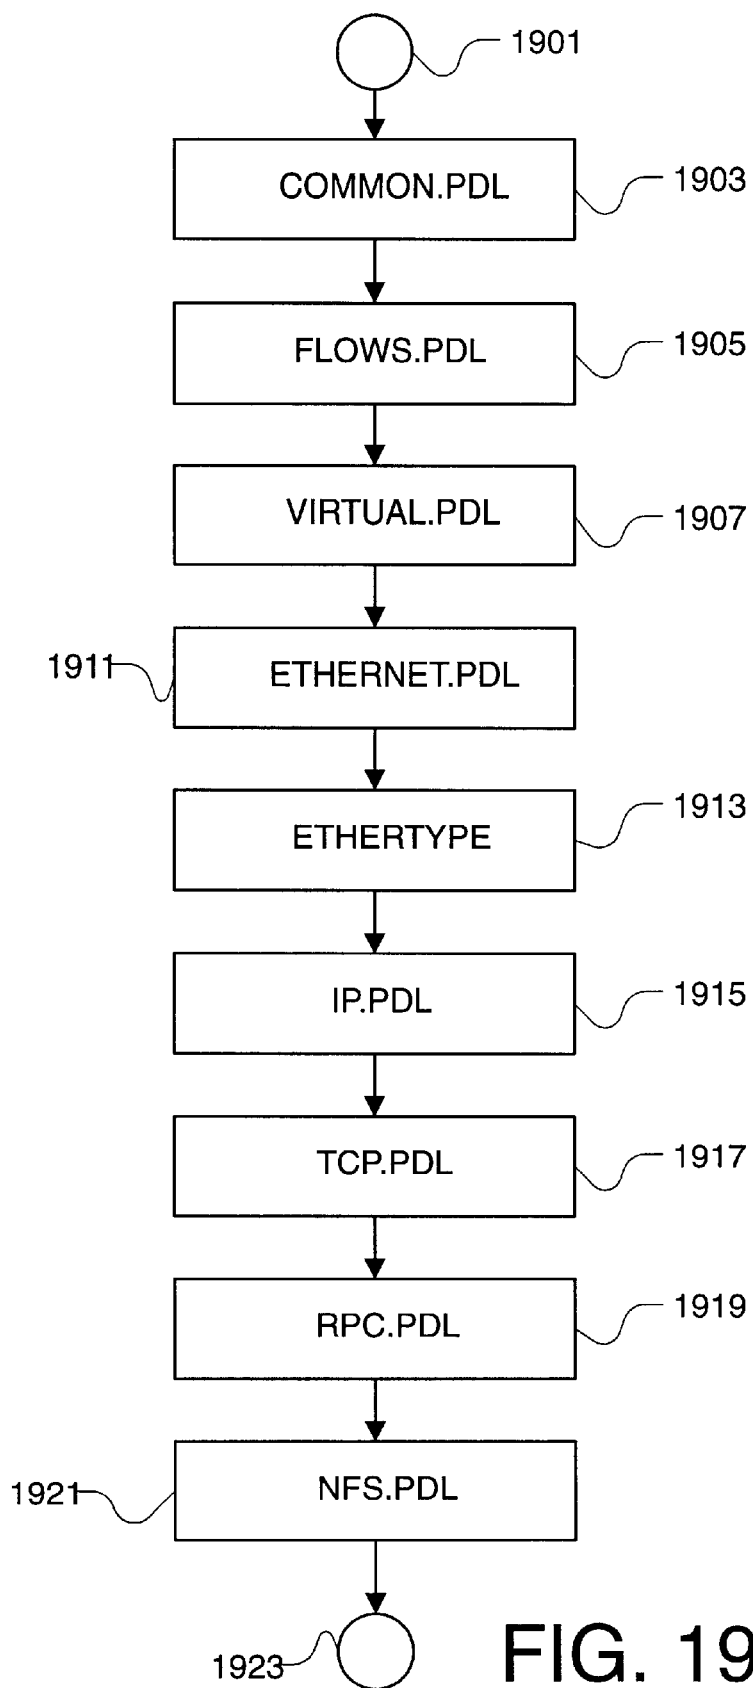 1901
COMMON.PDL
1903
FLOWS.PDL
1905
VIRTUAL.PDL
1907
1911
ETHERNET.PDL
ETHERTYPE
1913
IP.PDL
1915
TCP.PDL
1917
RPC.PDL
1919
1921
NFS.PDL
1923
FIG. 19